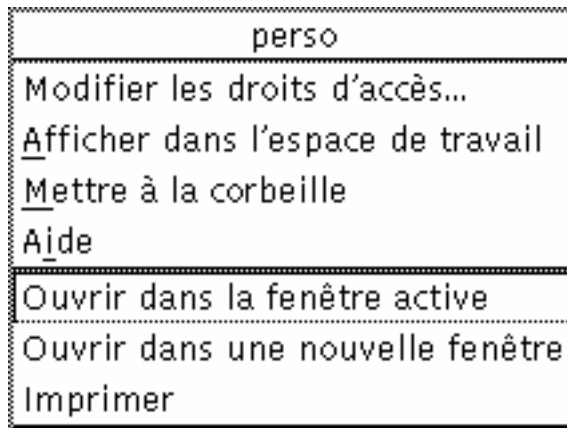 perso
Modifier les droits d'accès...
Afficher dans l'espace de travail
Mettre à la corbeille
Aide
Ouvrir dans la fenêtre active
Ouvrir dans une nouvelle fenêtre
Imprimer